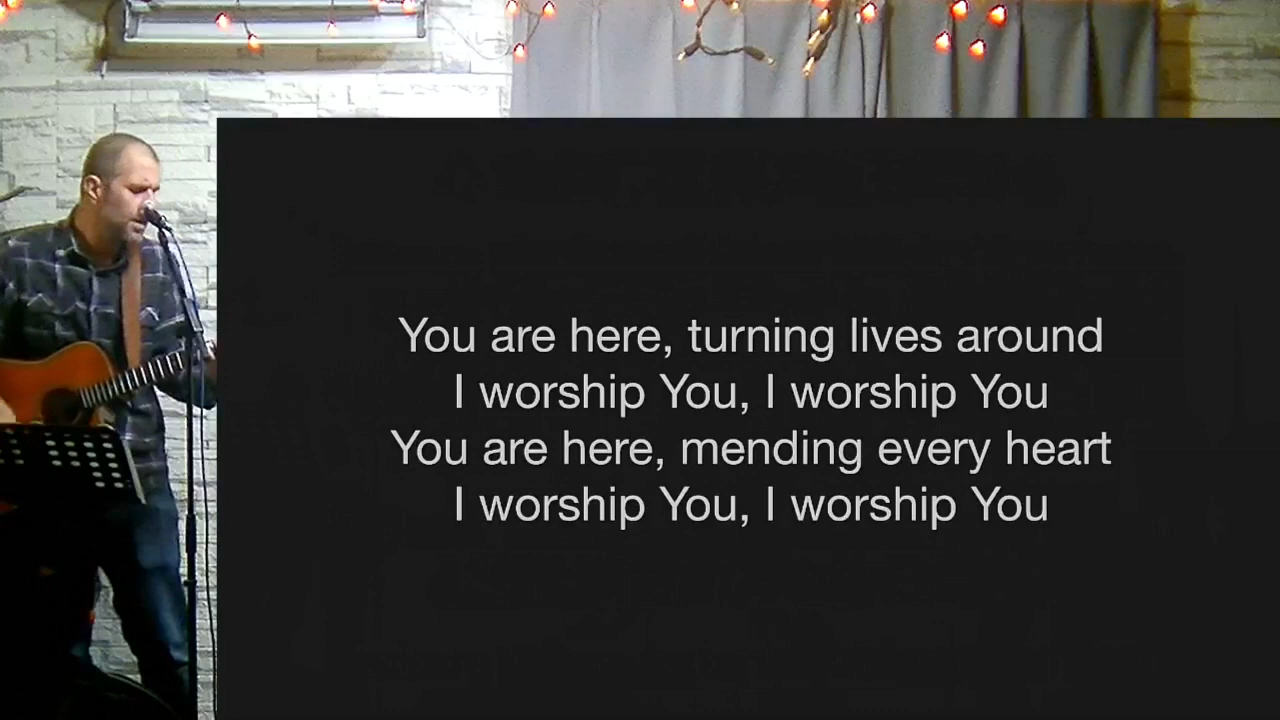 You are here, turning lives around
I worship You, I worship You
You are here, mending every heart
I worship You, I worship You